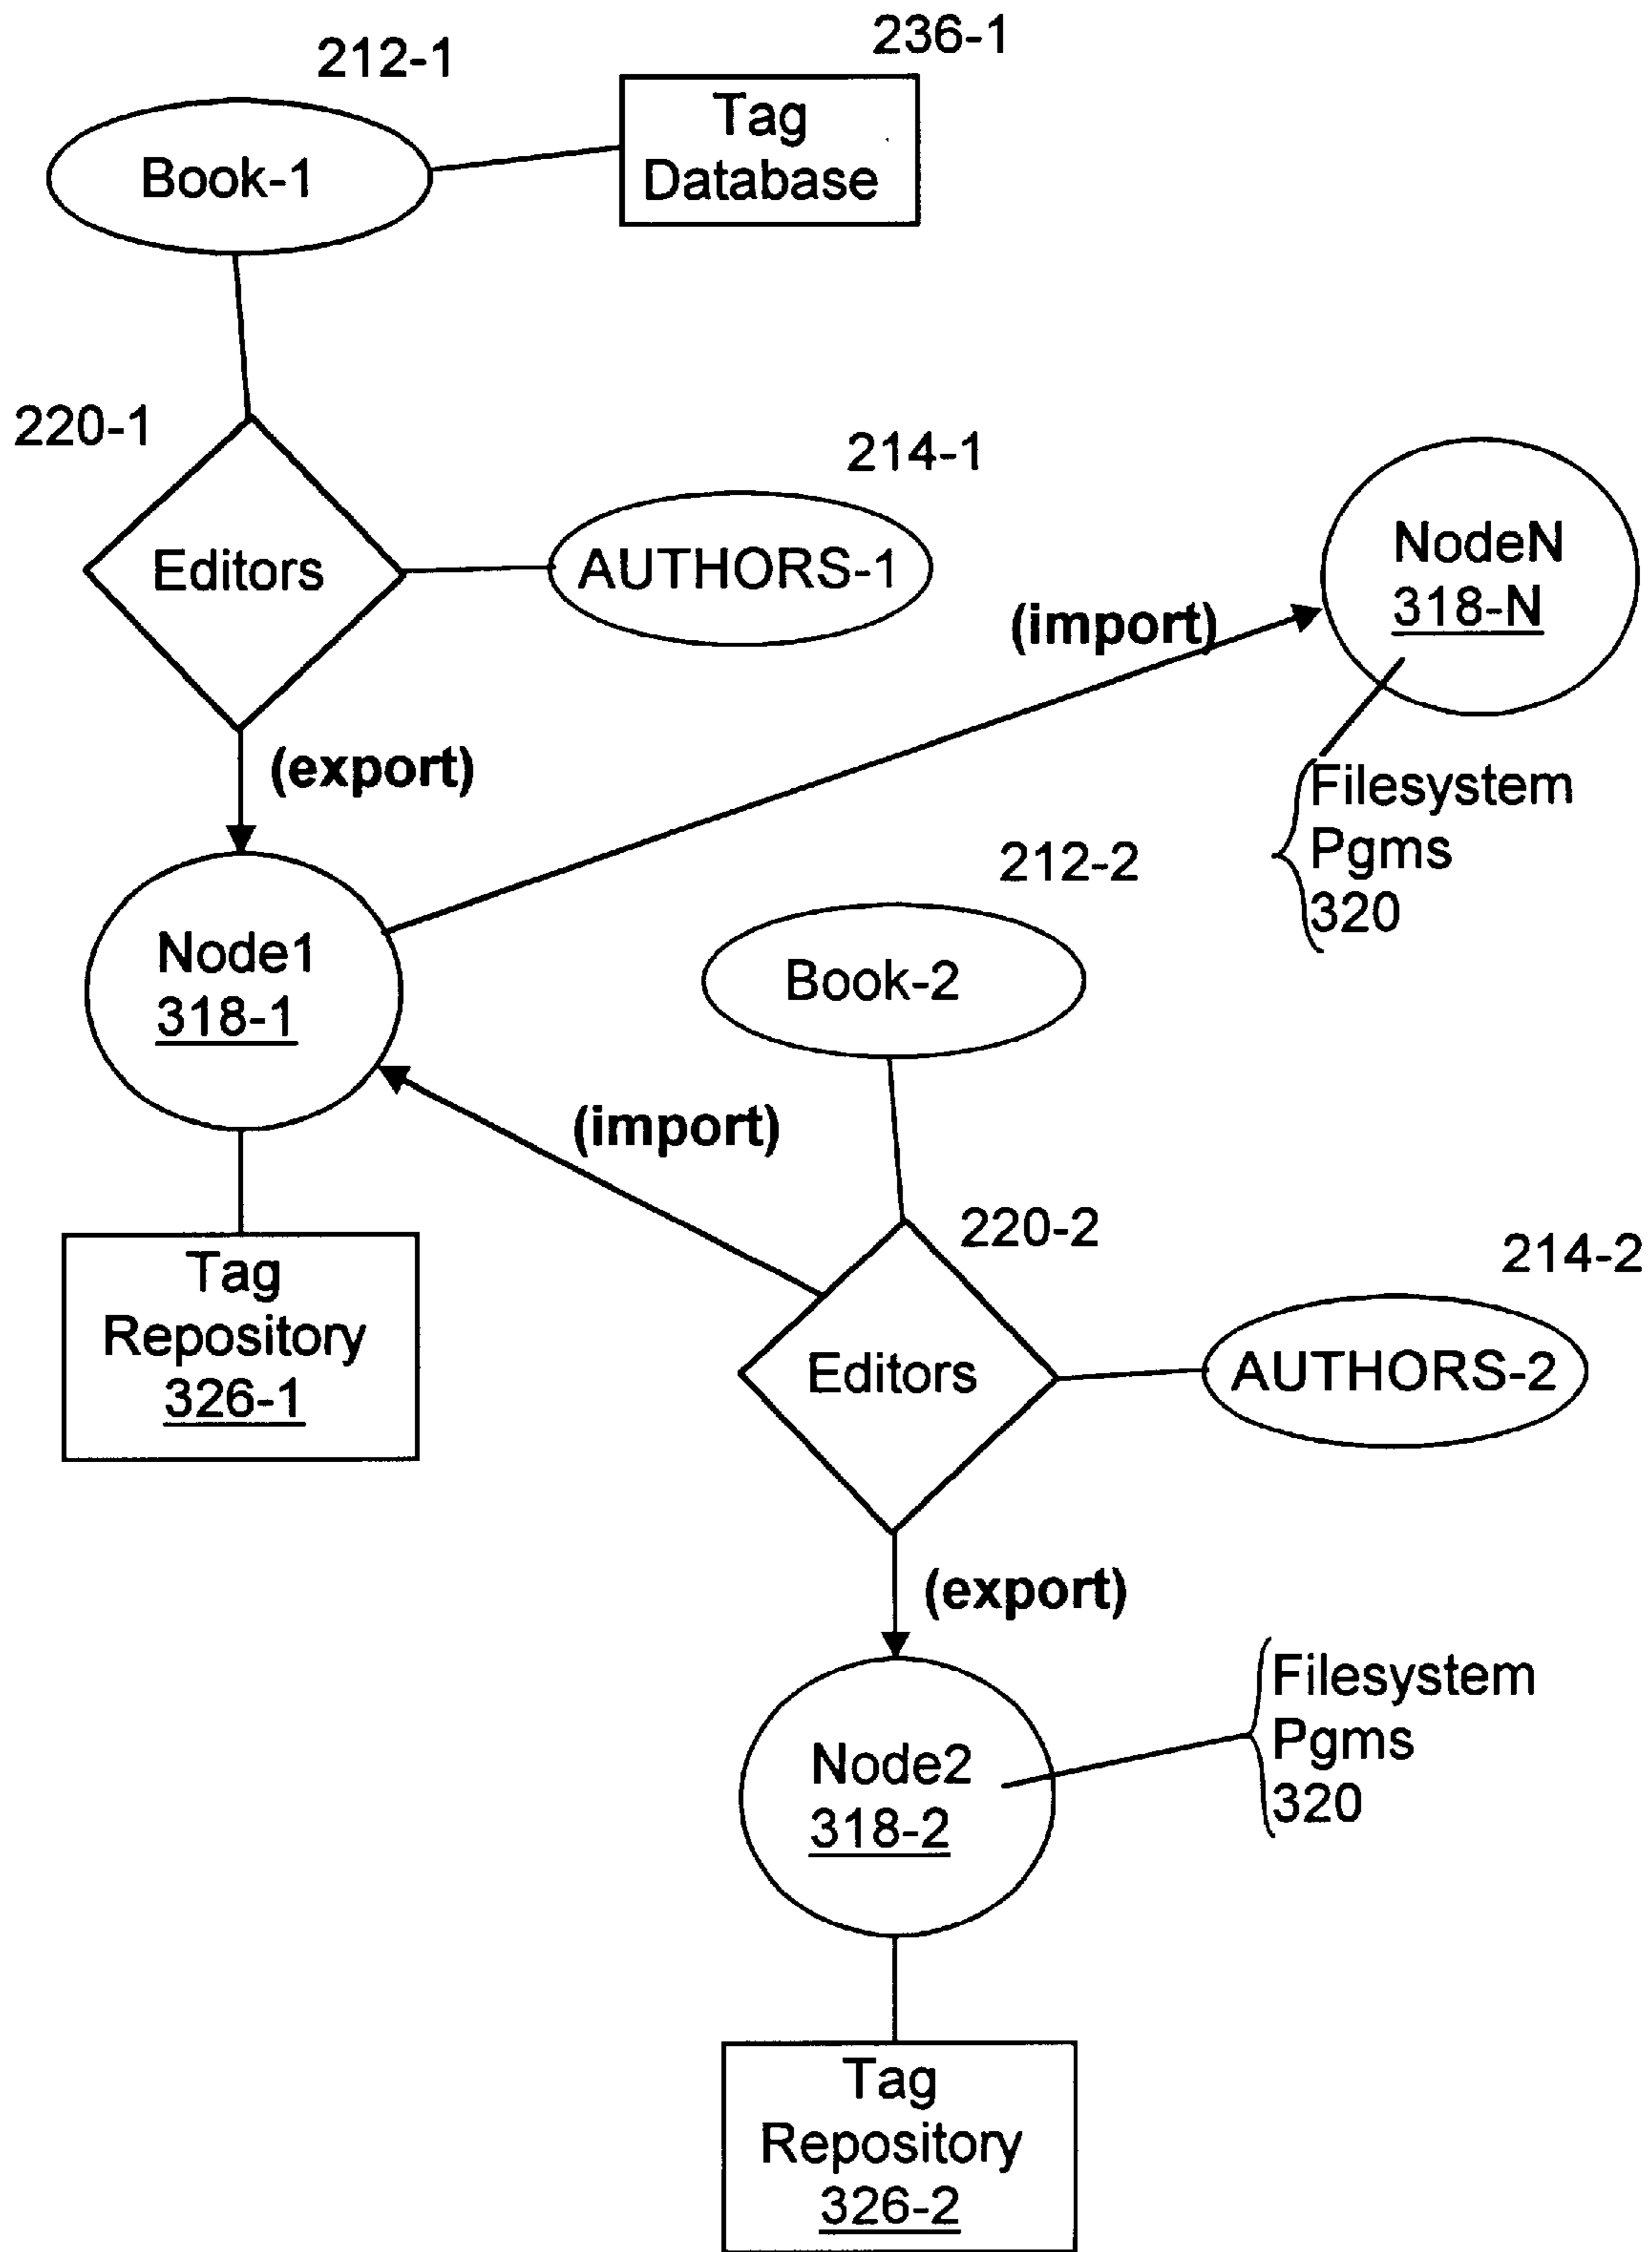 212-1
236-1
Book-1
Tag
Database
220-1
214-1
Editors
AUTHORS-1
NodeN
318-N
(import)
(export)
Filesystem
Pgms
320
212-2
Node1
318-1
Book-2
(import)
220-2
214-2
Tag
Repository
326-1
Editors
AUTHORS-2
(export)
Filesystem
Pgms
320
Node2
318-2
Tag
Repository
326-2